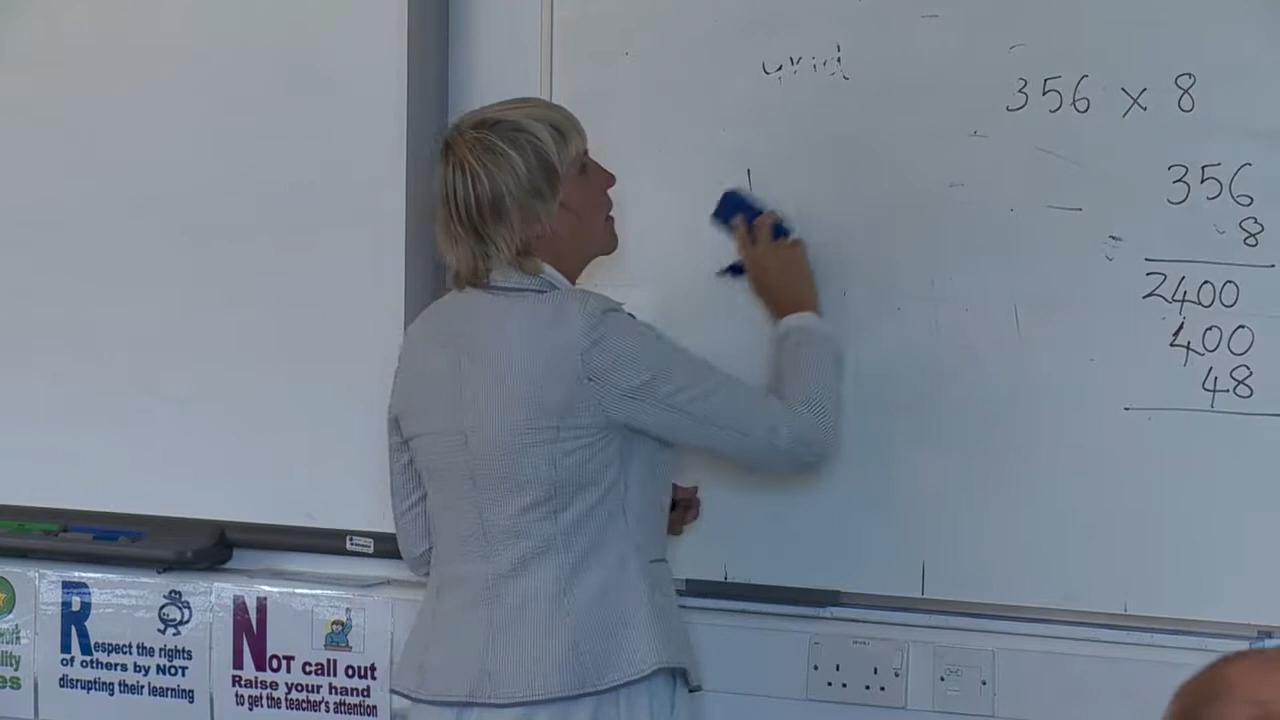 grid
356 × 8
356
8
2400
400
48
Respect the rights
of others by NOT
disrupting their learning
NOT call out
Raise your hand
to get the teacher's attention